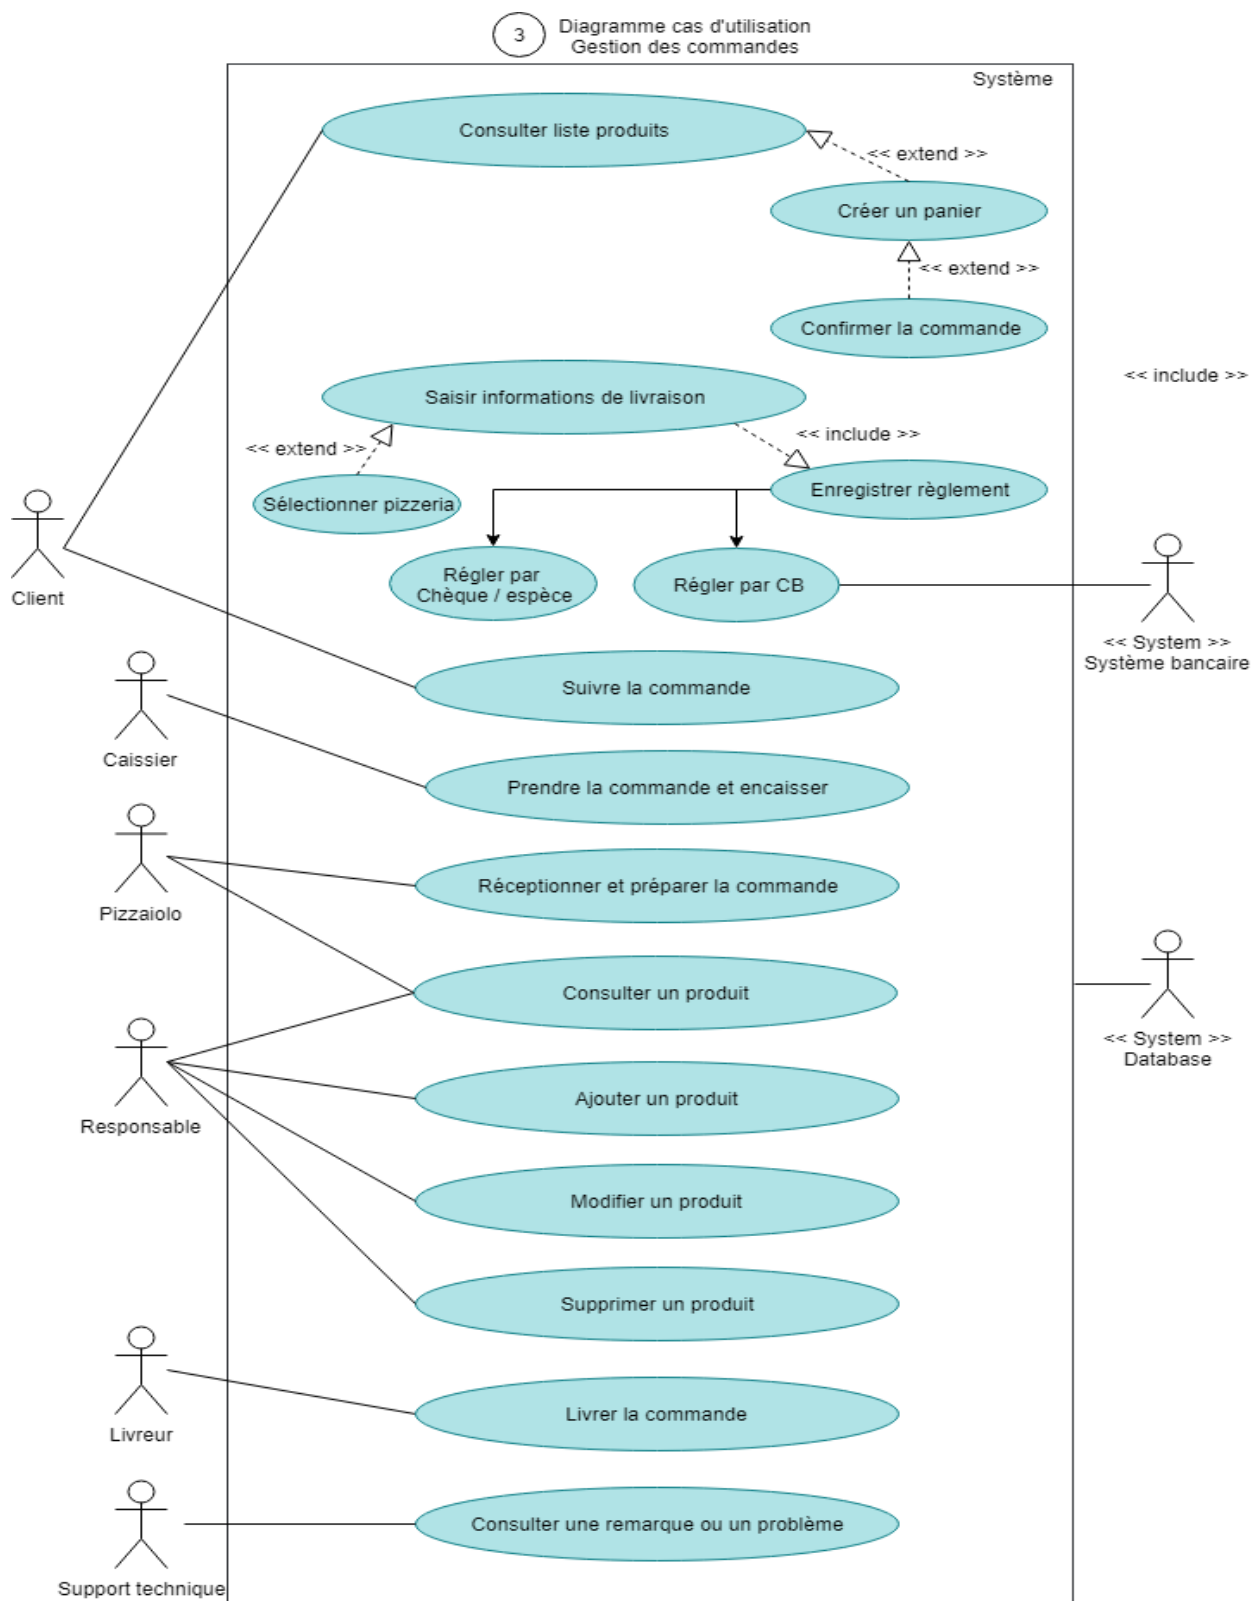 3
Diagramme cas d'utilisation
Gestion des commandes
Système
Consulter liste produits
<< extend >>
Créer un panier
<< extend >>
Confirmer la commande
<< include >>
Saisir informations de livraison
<< extend >>
<< include >>
Sélectionner pizzeria
Enregistrer règlement
Régler par
Chèque / espèce
Régler par CB
Client
<< System >>
Système bancaire
Suivre la commande
Caissier
Prendre la commande et encaisser
Réceptionner et préparer la commande
Pizzaiolo
Consulter un produit
<< System >>
Database
Ajouter un produit
Responsable
Modifier un produit
Supprimer un produit
Livrer la commande
Livreur
Consulter une remarque ou un problème
Support technique